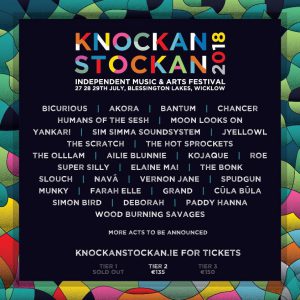 KNOCKAN
STOCKAN
2018
INDEPENDENT MUSIC & ARTS FESTIVAL
27 28 29TH JULY, BLESSINGTON LAKES, WICKLOW
BICURIOUS | AKORA | BANTUM | CHANCER
HUMANS OF THE SESH | MOON LOOKS ON
YANKARI | SIM SIMMA SOUNDSYSTEM | JYELLOWL
THE SCRATCH | THE HOT SPROCKETS
THE OLLLAM | AILIE BLUNNIE | KOJAQUE | ROE
SUPER SILLY | ELAINE MAI | THE BONK
SLOUCH | NAVÁ | VERNON JANE | SPUDGUN
MUNKY | FARAH ELLE | GRAND | CÚLA BÚLA
SIMON BIRD | DEBORAH | PADDY HANNA
WOOD BURNING SAVAGES
MORE ACTS TO BE ANNOUNCED
KNOCKANSTOCKAN.IE FOR TICKETS
TIER 1 | TIER 2 | TIER 3
SOLD OUT | €135 | €150